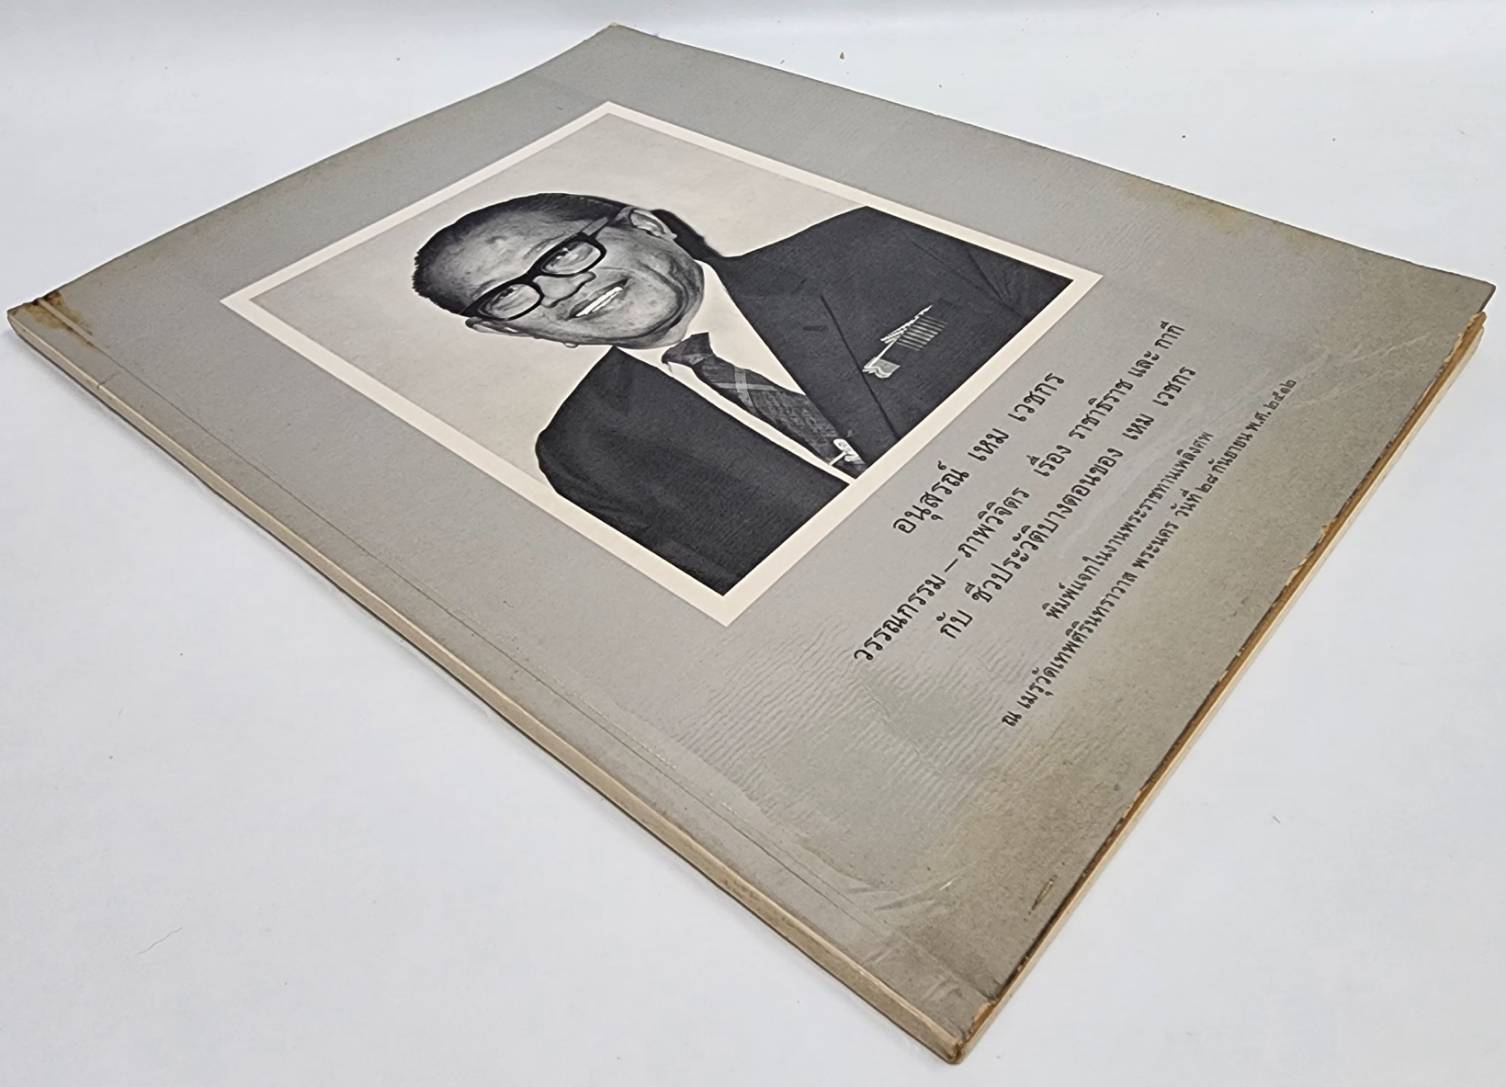 อนุสรณ์ เหม เวชกร
วรรณกรรม – ภาพวิจิตร เรื่อง ราชาธิราช และ กากี
กับ ชีวประวัติบางตอนของ เหม เวชกร
พิมพ์แจกในงานพระราชทานเพลิงศพ
ณ เมรุวัดเทพศิรินทราวาส พระนคร วันที่ ๒๘ กันยายน พ.ศ. ๒๕๑๒